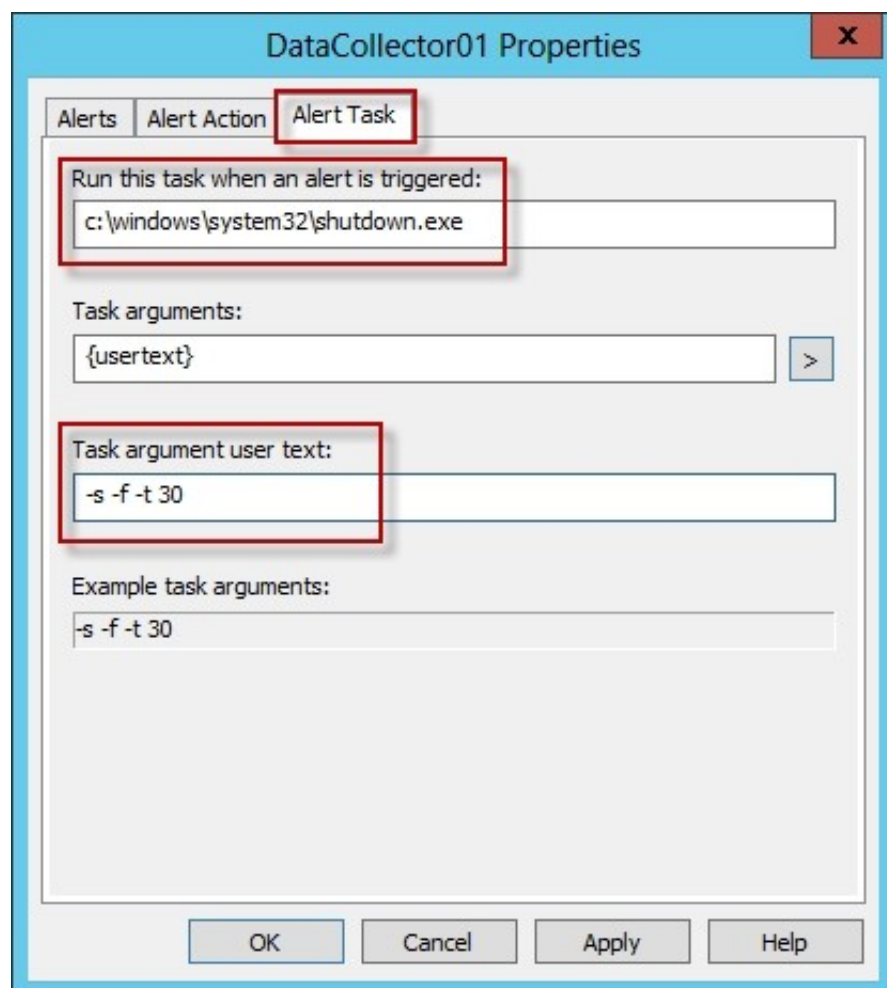 DataCollector01 Properties
x
Alerts Alert Action Alert Task
Run this task when an alert is triggered:
c:\windows\system32\shutdown.exe
Task arguments:
{usertext}
>
Task argument user text:
-s -f -t 30
Example task arguments:
-s -f -t 30
OK Cancel Apply Help